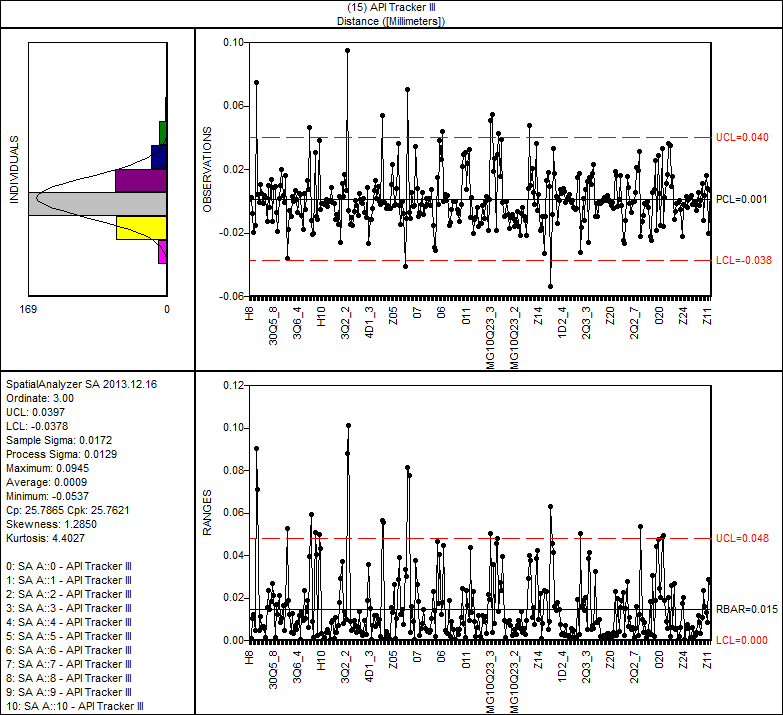 (15) API Tracker III
Distance ([Millimeters])
INDIVIDUALS
169
0
OBSERVATIONS
0.10
0.06
0.02
-0.02
-0.06
UCL=0.040
PCL=0.001
LCL=-0.038
H8
30Q5_8
3Q6_4
H10
3Q2_2
4D1_3
Z05
07
06
011
MG10Q23_3
MG10Q23_2
Z14
1D2_4
2Q3_3
Z20
2Q2_7
020
Z24
Z11
SpatialAnalyzer SA 2013.12.16
Ordinate: 3.00
UCL: 0.0397
LCL: -0.0378
Sample Sigma: 0.0172
Process Sigma: 0.0129
Maximum: 0.0945
Average: 0.0009
Minimum: -0.0537
Cp: 25.7865 Cpk: 25.7621
Skewness: 1.2850
Kurtosis: 4.4027
0: SA A::0 - API Tracker III
1: SA A::1 - API Tracker III
2: SA A::2 - API Tracker III
3: SA A::3 - API Tracker III
4: SA A::4 - API Tracker III
5: SA A::5 - API Tracker III
6: SA A::6 - API Tracker III
7: SA A::7 - API Tracker III
8: SA A::8 - API Tracker III
9: SA A::9 - API Tracker III
10: SA A::10 - API Tracker III
RANGES
0.12
0.10
0.08
0.06
0.04
0.02
0.00
UCL=0.048
RBAR=0.015
LCL=0.000
H8
30Q5_8
3Q6_4
H10
3Q2_2
4D1_3
Z05
07
06
011
MG10Q23_3
MG10Q23_2
Z14
1D2_4
2Q3_3
Z20
2Q2_7
020
Z24
Z11